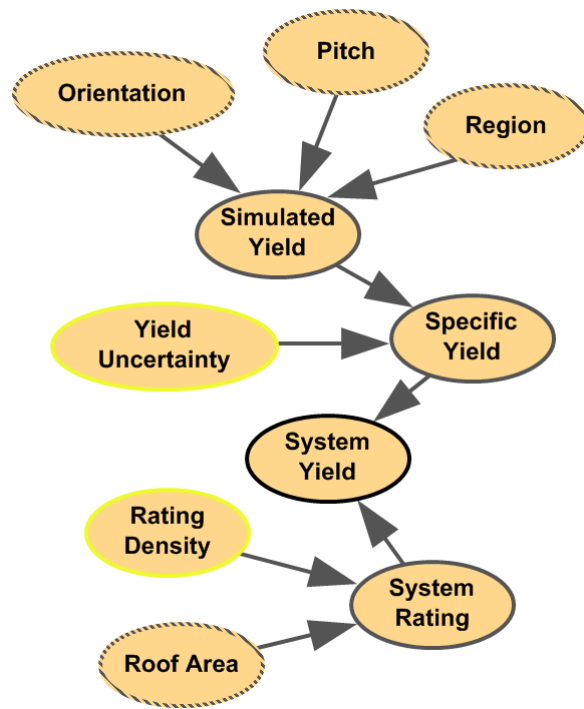 Pitch
Orientation
Region
Simulated
Yield
Yield
Uncertainty
Specific
Yield
System
Yield
Rating
Density
System
Rating
Roof Area